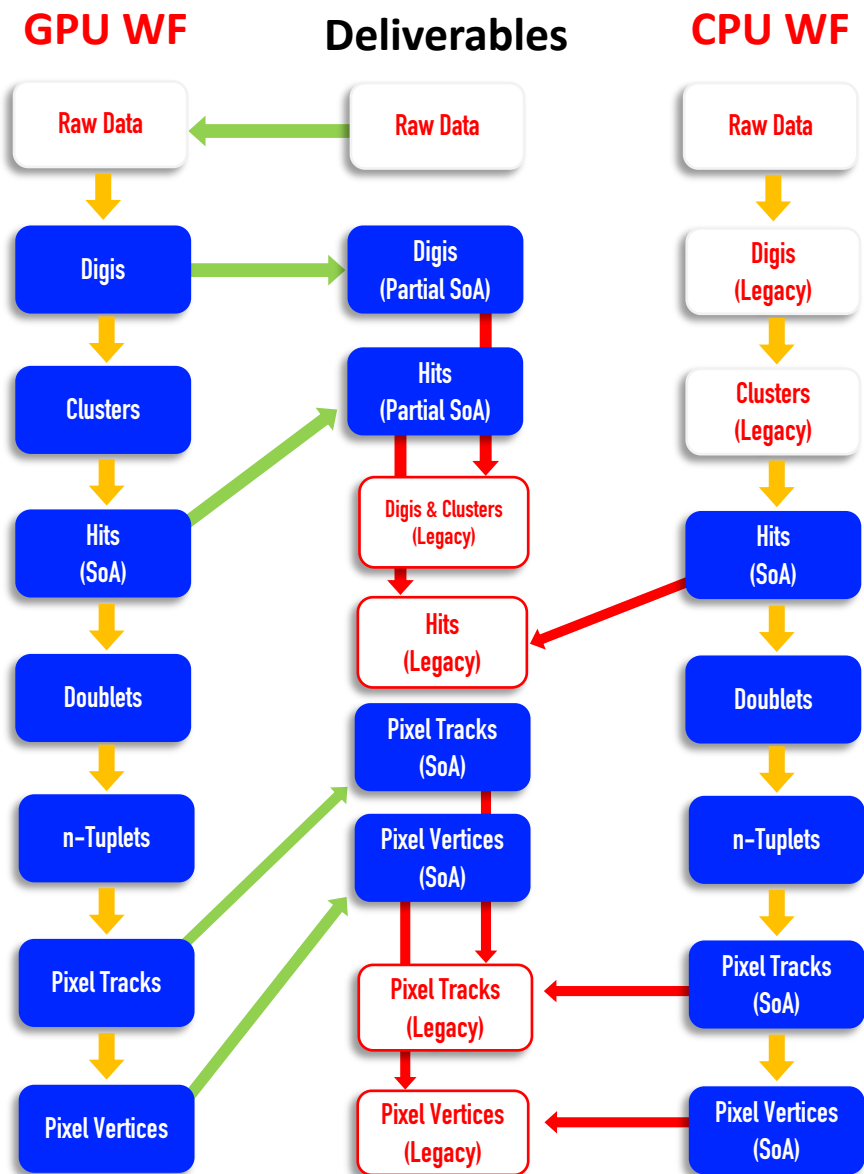 GPU WF
Raw Data
Digis
Clusters
Hits
(SoA)
Doublets
n-Tuplets
Pixel Tracks
Pixel Vertices
Deliverables
Raw Data
Digis
(Partial SoA)
Hits
(Partial SoA)
Digis & Clusters
(Legacy)
Hits
(Legacy)
Pixel Tracks
(SoA)
Pixel Vertices
(SoA)
Pixel Tracks
(Legacy)
Pixel Vertices
(Legacy)
CPU WF
Raw Data
Digis
(Legacy)
Clusters
(Legacy)
Hits
(SoA)
Doublets
n-Tuplets
Pixel Tracks
(SoA)
Pixel Vertices
(SoA)